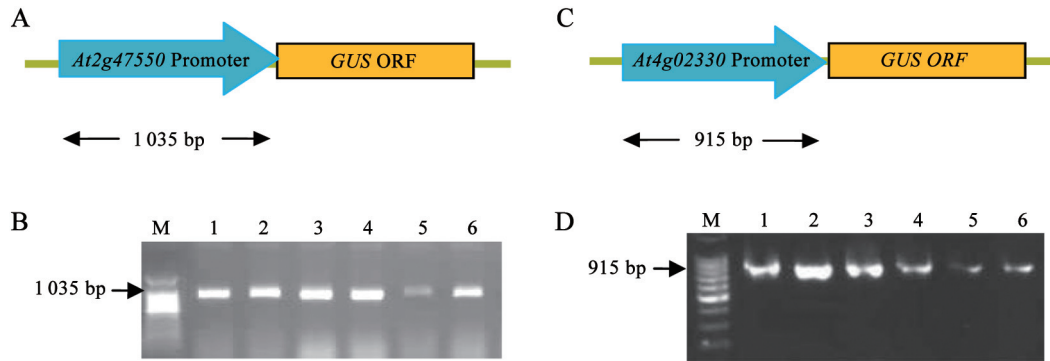 A
At2g47550 Promoter
GUS ORF
1 035 bp
B
M 1 2 3 4 5 6
1 035 bp
C
At4g02330 Promoter
GUS ORF
915 bp
D
M 1 2 3 4 5 6
915 bp